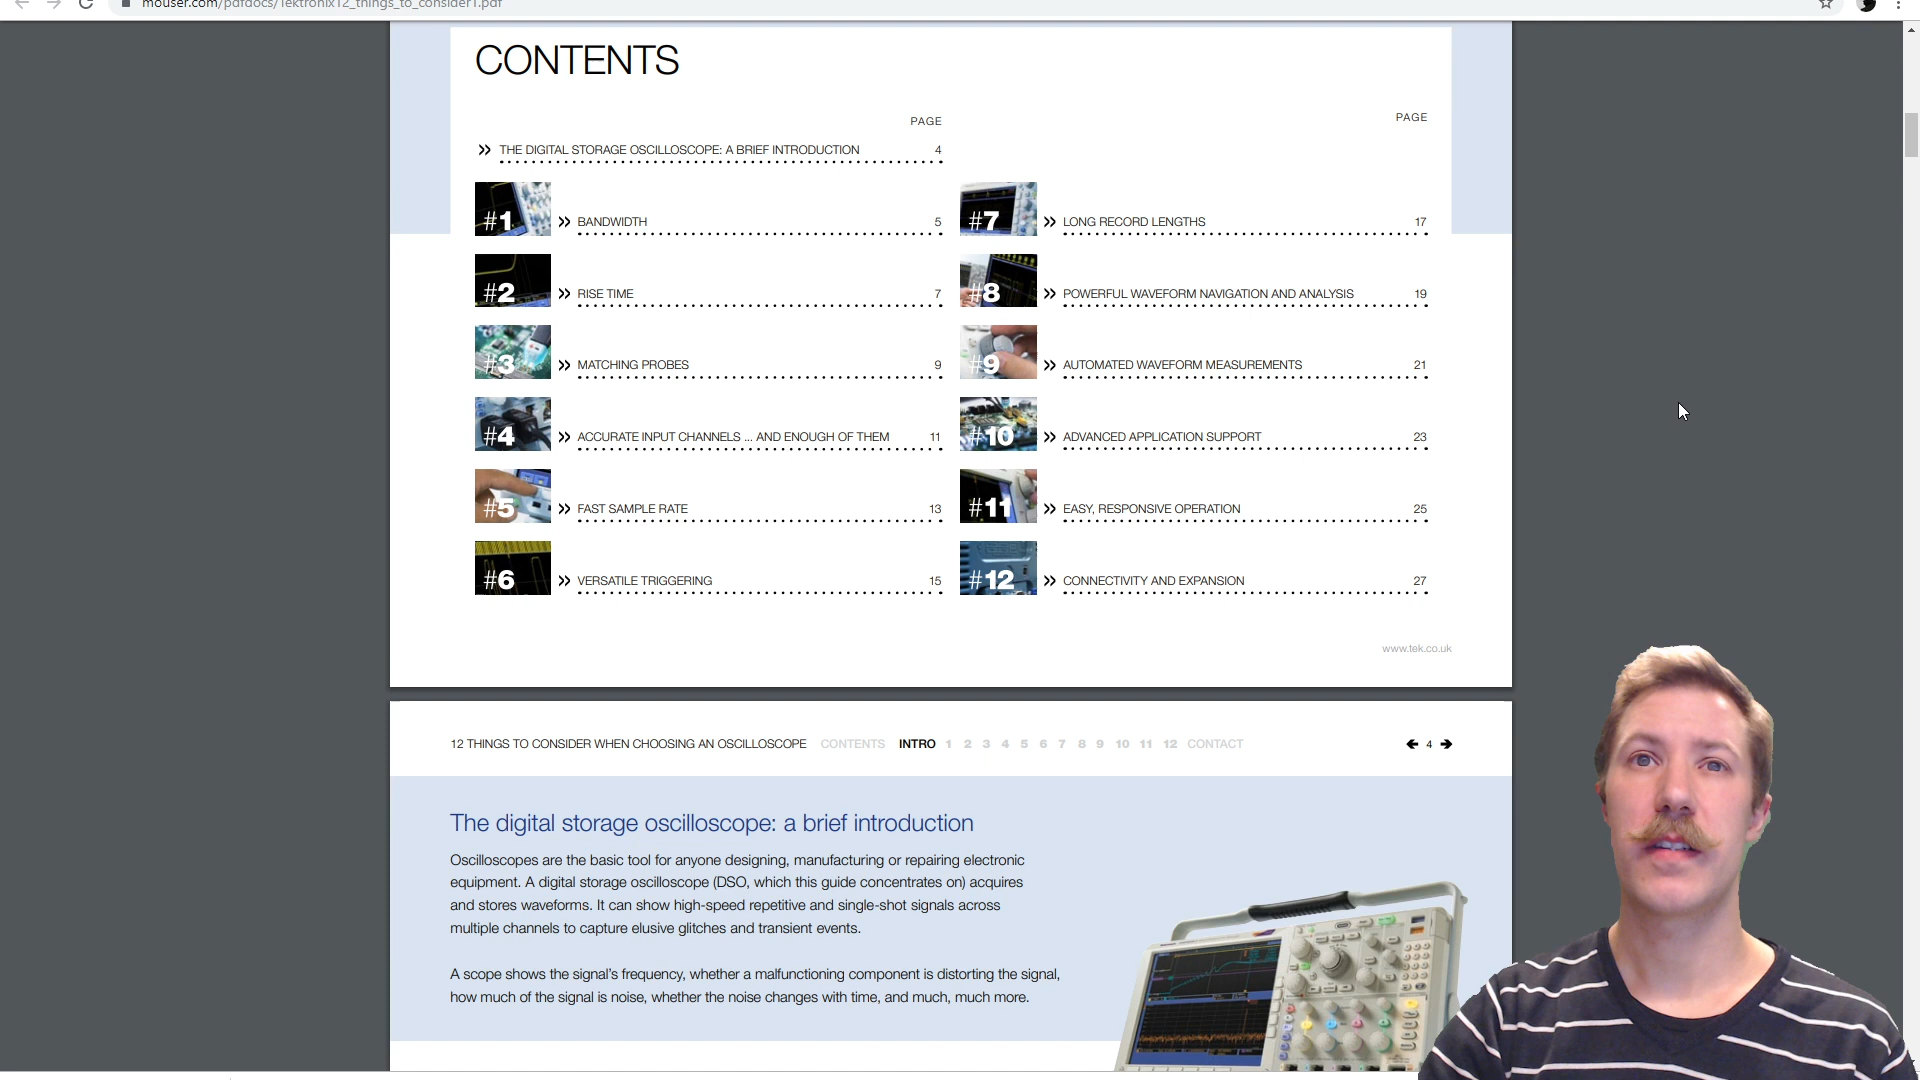 mouser.com/pdfdocs/Tektronix12_things_to_consider1.pdf
CONTENTS
PAGE
PAGE
THE DIGITAL STORAGE OSCILLOSCOPE: A BRIEF INTRODUCTION 4
#1 BANDWIDTH 5
#2 RISE TIME 7
#3 MATCHING PROBES 9
#4 ACCURATE INPUT CHANNELS ... AND ENOUGH OF THEM 11
#5 FAST SAMPLE RATE 13
#6 VERSATILE TRIGGERING 15
#7 LONG RECORD LENGTHS 17
#8 POWERFUL WAVEFORM NAVIGATION AND ANALYSIS 19
#9 AUTOMATED WAVEFORM MEASUREMENTS 21
#10 ADVANCED APPLICATION SUPPORT 23
#11 EASY, RESPONSIVE OPERATION 25
#12 CONNECTIVITY AND EXPANSION 27
www.tek.co.uk
12 THINGS TO CONSIDER WHEN CHOOSING AN OSCILLOSCOPE CONTENTS INTRO 1 2 3 4 5 6 7 8 9 10 11 12 CONTACT 4
The digital storage oscilloscope: a brief introduction
Oscilloscopes are the basic tool for anyone designing, manufacturing or repairing electronic
equipment. A digital storage oscilloscope (DSO, which this guide concentrates on) acquires
and stores waveforms. It can show high-speed repetitive and single-shot signals across
multiple channels to capture elusive glitches and transient events.
A scope shows the signal's frequency, whether a malfunctioning component is distorting the signal,
how much of the signal is noise, whether the noise changes with time, and much, much more.